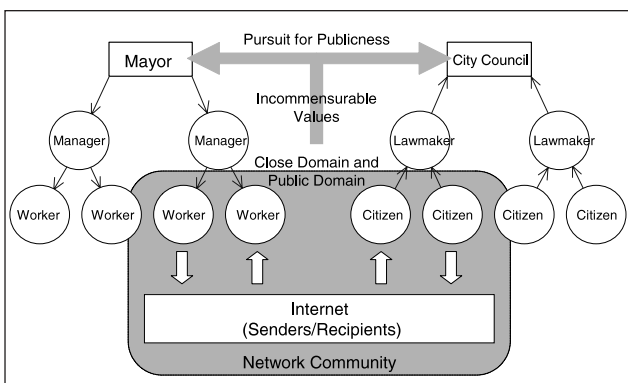 Pursuit for Publicness
Mayor
City Council
Incommensurable
Values
Manager
Manager
Lawmaker
Lawmaker
Close Domain and
Public Domain
Worker
Worker
Worker
Worker
Citizen
Citizen
Citizen
Citizen
Internet
(Senders/Recipients)
Network Community